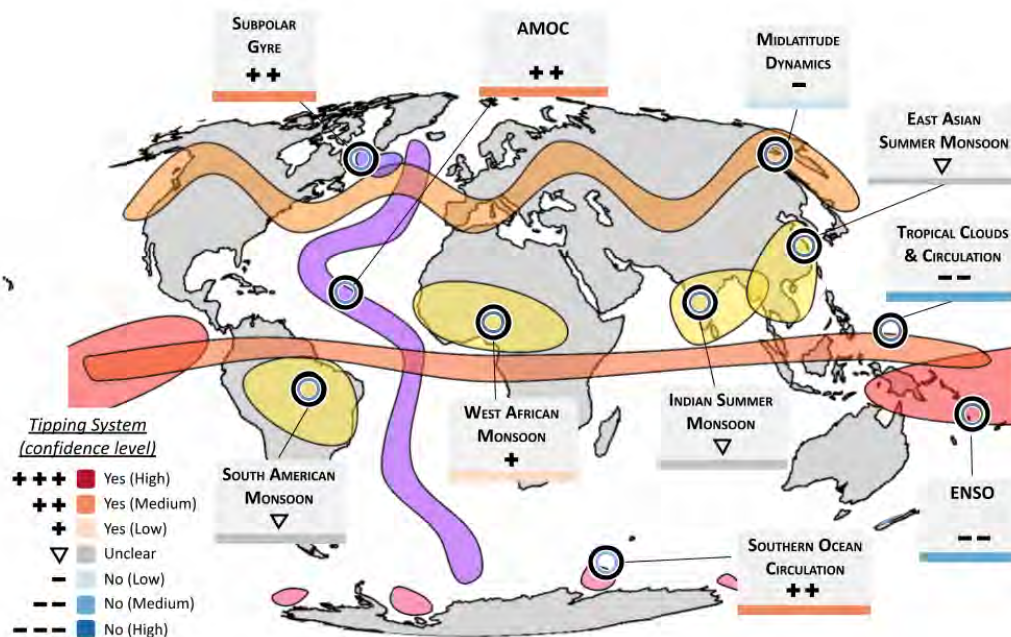 SUBPOLAR
GYRE
++
AMOC
++
MIDLATITUDE
DYNAMICS
-
EAST ASIAN
SUMMER MONSOON
▽
TROPICAL CLOUDS
& CIRCULATION
--
WEST AFRICAN
MONSOON
+
INDIAN SUMMER
MONSOON
▽
SOUTH AMERICAN
MONSOON
▽
ENSO
--
SOUTHERN OCEAN
CIRCULATION
++
Tipping System
(confidence level)
+++ Yes (High)
++ Yes (Medium)
+ Yes (Low)
▽ Unclear
- No (Low)
-- No (Medium)
--- No (High)